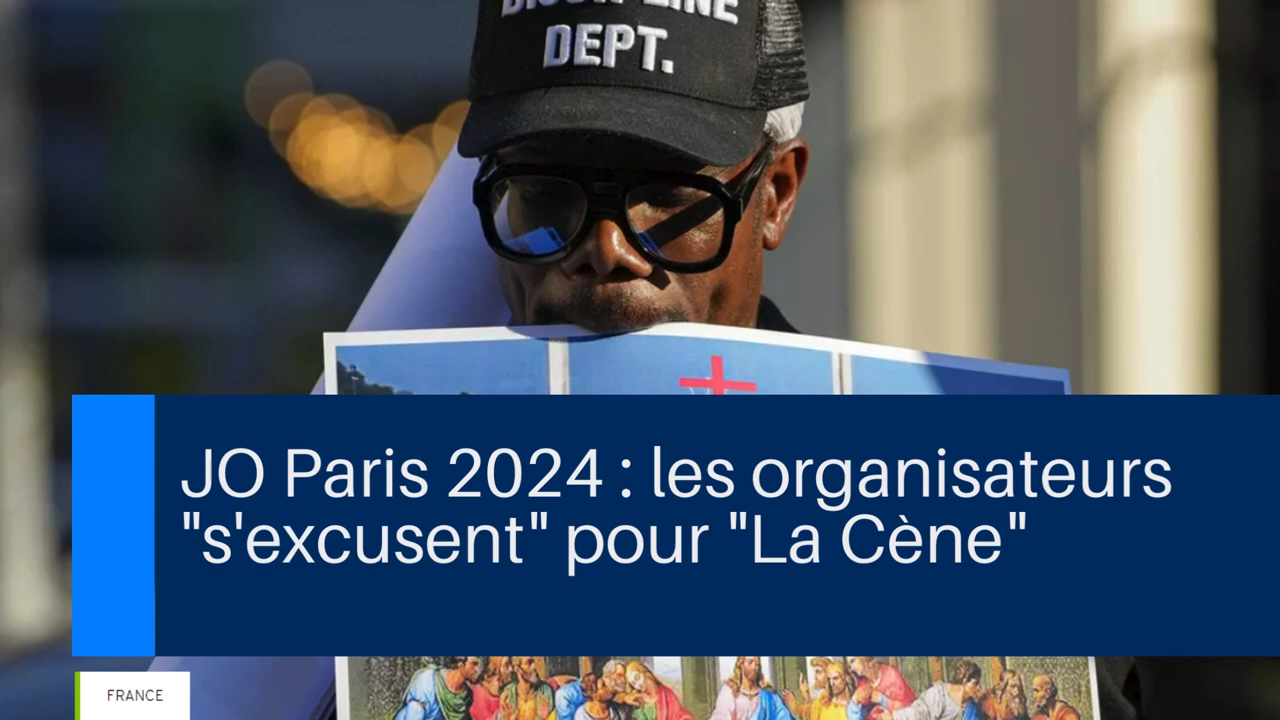 DEPT.
JO Paris 2024 : les organisateurs
"s'excusent" pour "La Cène"
FRANCE